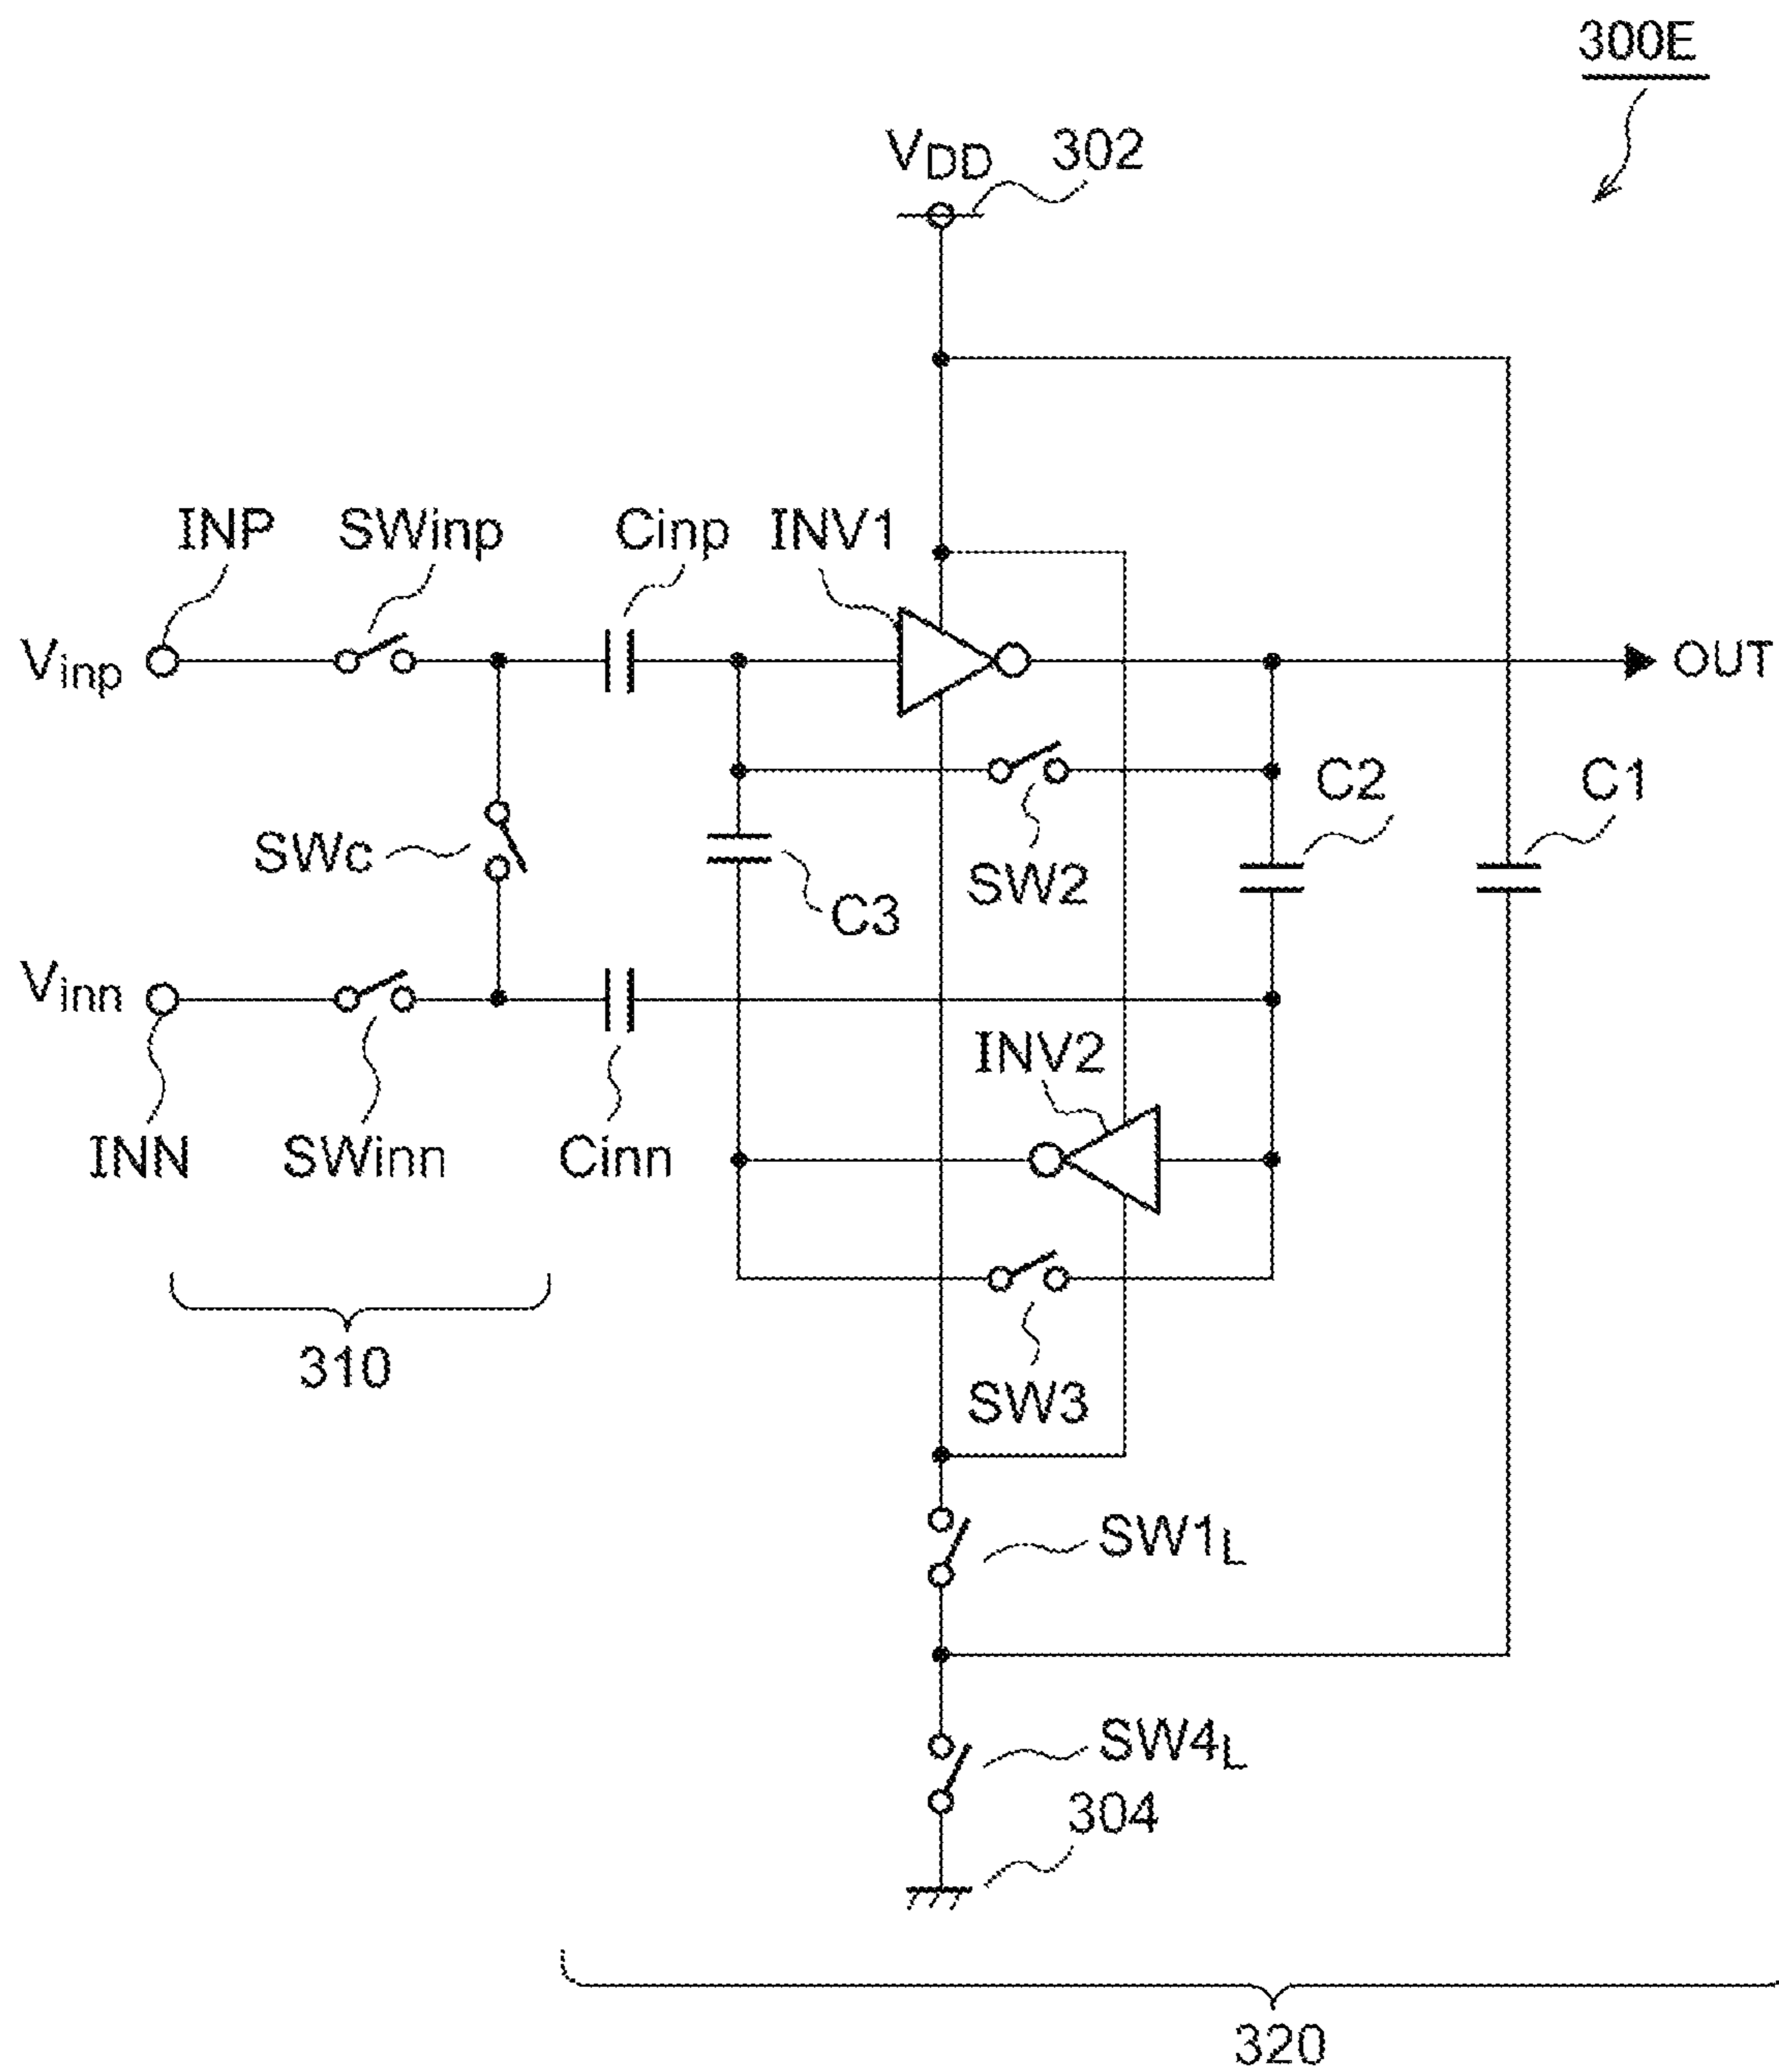 300E
VDD 302
INP SWinp Cinp INV1
Vinp OUT
C2 C1
SWc SW2
C3
Vinn
INV2
INN SWinn Cinn
310
SW3
SW1L
SW4L
304
320